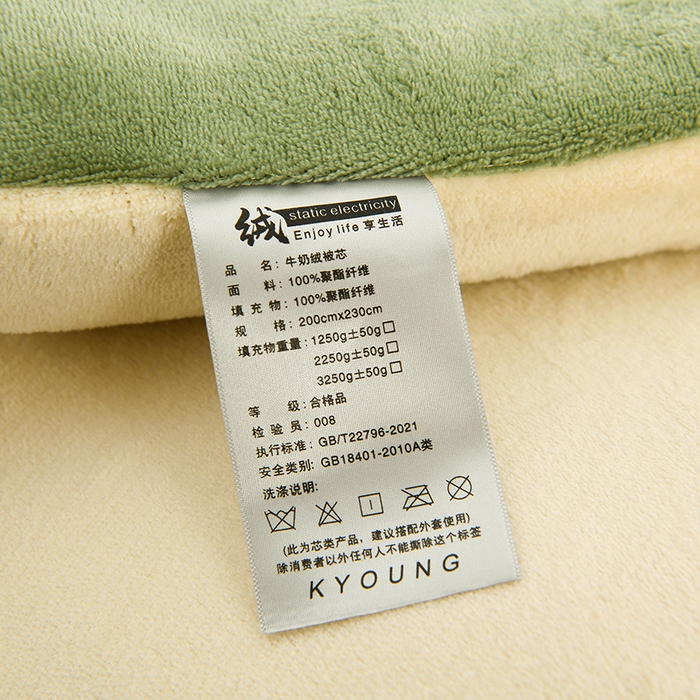 绒 static electricity
Enjoy life 享生活
品 名：牛奶绒被芯
面 料：100%聚酯纤维
填 充 物：100%聚酯纤维
规 格：200cmx230cm
填充物重量：1250g±50g□
2250g±50g□
3250g±50g□
等 级：合格品
检 验 员：008
执行标准：GB/T22796-2021
安全类别：GB18401-2010A类
洗涤说明：
(此为芯类产品，建议搭配外套使用)
除消费者以外任何人不能撕除这个标签
KYOUNG